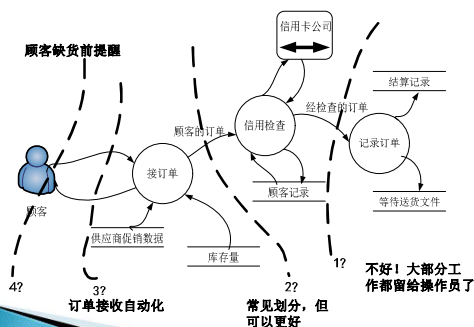 信用卡公司
顾客缺货前提醒
结算记录
经检查的订单
顾客的订单
信用检查
记录订单
接订单
顾客记录
顾客
等待送货文件
供应商促销数据
库存量
1?
不好！大部分工
作都留给操作员了
4?
3?
2?
订单接收自动化
常见划分，但
可以更好